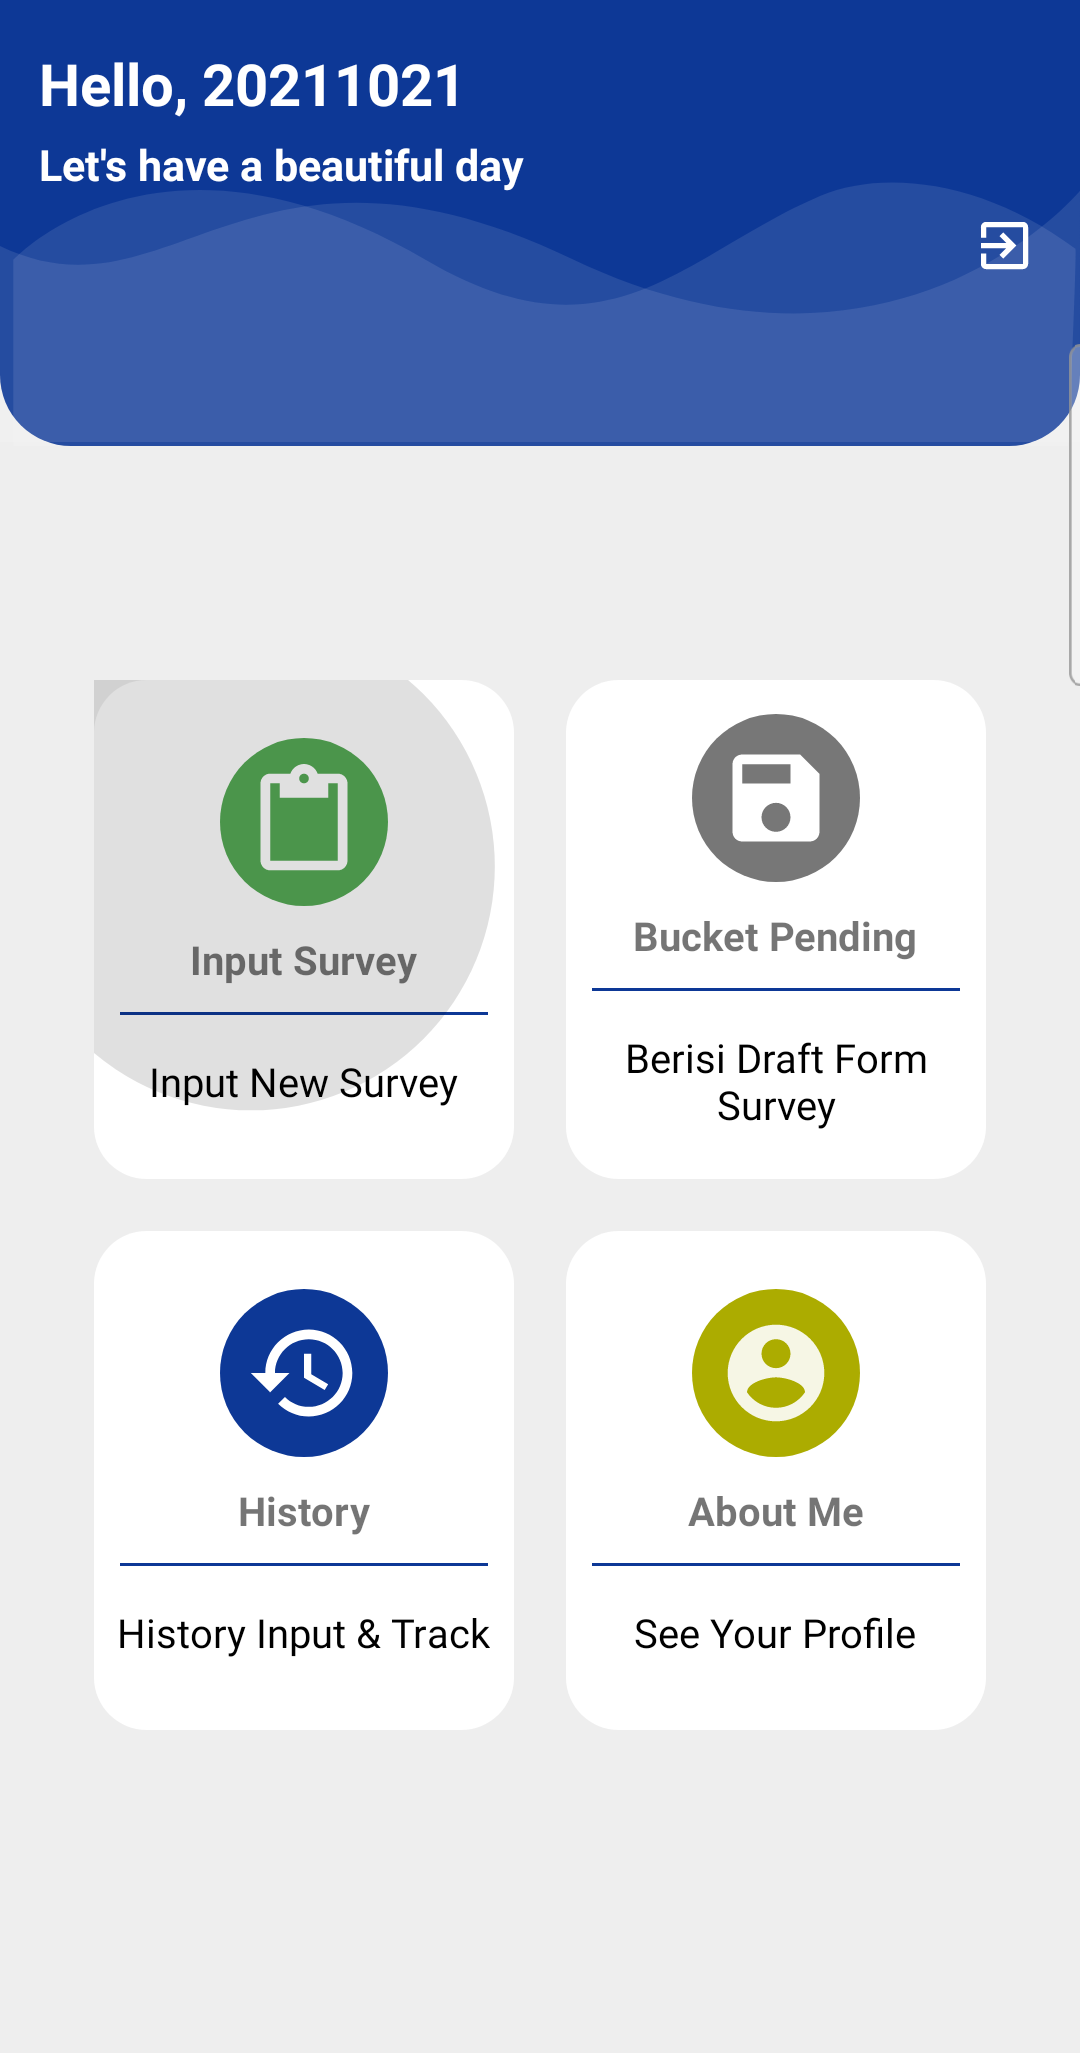 Hello, 20211021
Let's have a beautiful day
Input Survey
Input New Survey
Bucket Pending
Berisi Draft Form
Survey
History
History Input & Track
About Me
See Your Profile